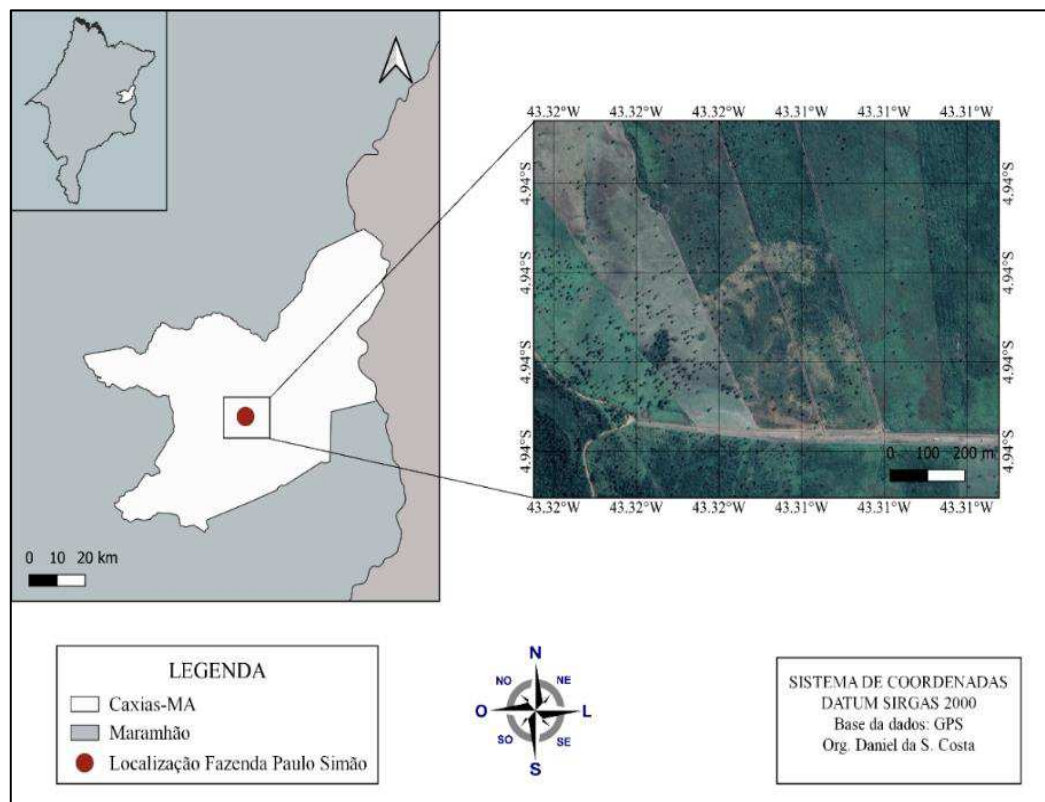 43.32°W 43.32°W 43.32°W 43.31°W 43.31°W 43.31°W
4.94°S 4.94°S
4.94°S 4.94°S
4.94°S 4.94°S
4.94°S 4.94°S
0 100 200 m
43.32°W 43.32°W 43.32°W 43.31°W 43.31°W 43.31°W
0 10 20 km
LEGENDA
Caxias-MA
Maramhão
Localização Fazenda Paulo Simão
N
NO NE
O L
SO SE
S
SISTEMA DE COORDENADAS
DATUM SIRGAS 2000
Base da dados: GPS
Org. Daniel da S. Costa